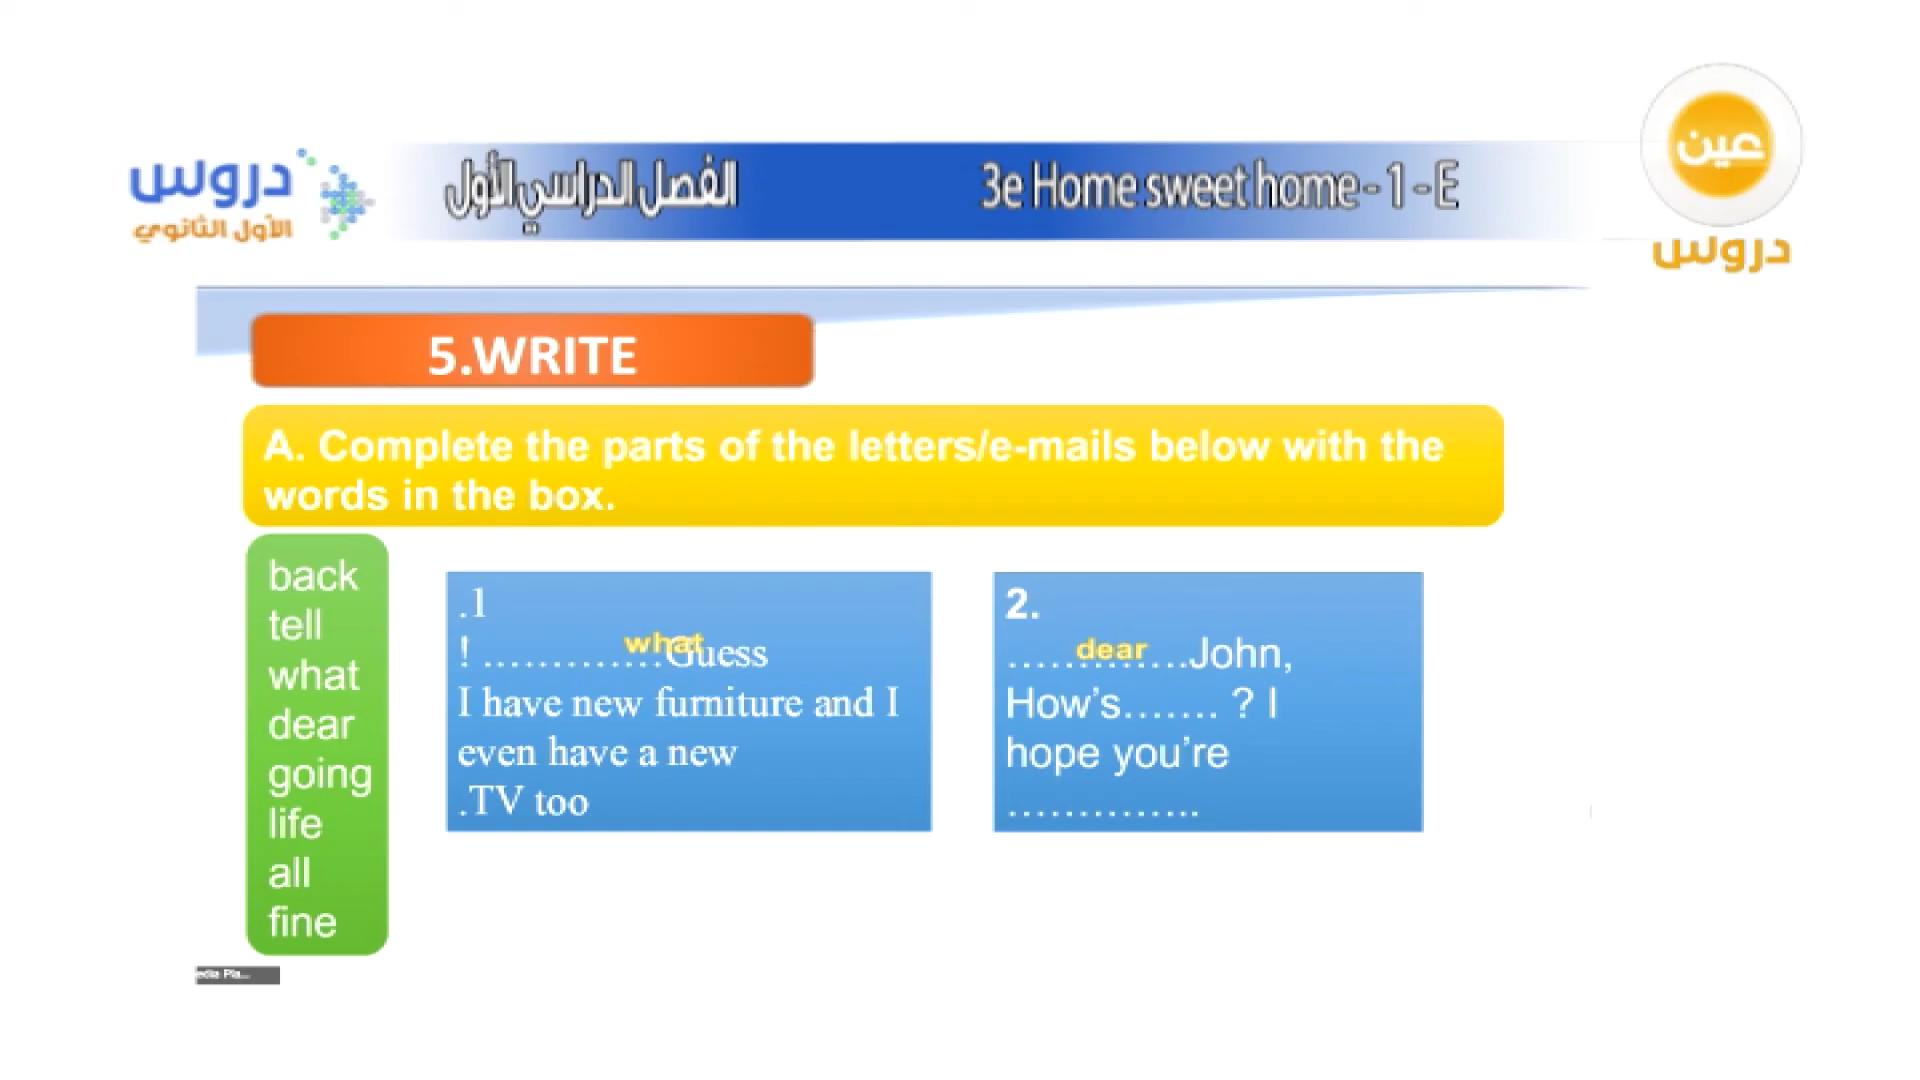 دروس
الأول الثانوي
الفصل الدراسي الأول
3e Home sweet home - 1 - E
عين
دروس
5.WRITE
A. Complete the parts of the letters/e-mails below with the
words in the box.
back
tell
what
dear
going
life
all
fine
.1
! .............Guess
what
I have new furniture and I
even have a new
.TV too
2.
.............John,
dear
How’s....... ? I
hope you’re
..............
edia Pla...